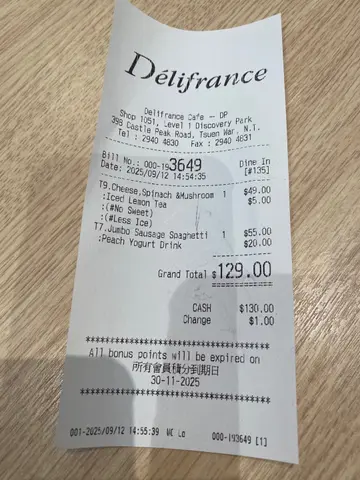 Délifrance
Delifrance Cafe - DP
Shop 1051, Level 1 Discovery Park
398 Castle Peak Road, Tsuen Wan, N.T.
Tel : 2940 4830 Fax : 2940 4831
Bill No.: 000-193649 Dine In
Date: 2025/09/12 14:54:35 [#135]
T9.Cheese,Spinach &Mushroom 1 $49.00
:Iced Lemon Tea $5.00
:(#No Sweet)
:(#Less Ice)
T7.Jumbo Sausage Spaghetti 1 $55.00
:Peach Yogurt Drink $20.00
Grand Total $129.00
CASH $130.00
Change $1.00
****************************************
All bonus points will be expired on
所有會員積分到期日
30-11-2025
****************************************
001-2025/09/12 14:55:39 WC Lo 000-193649 [1]